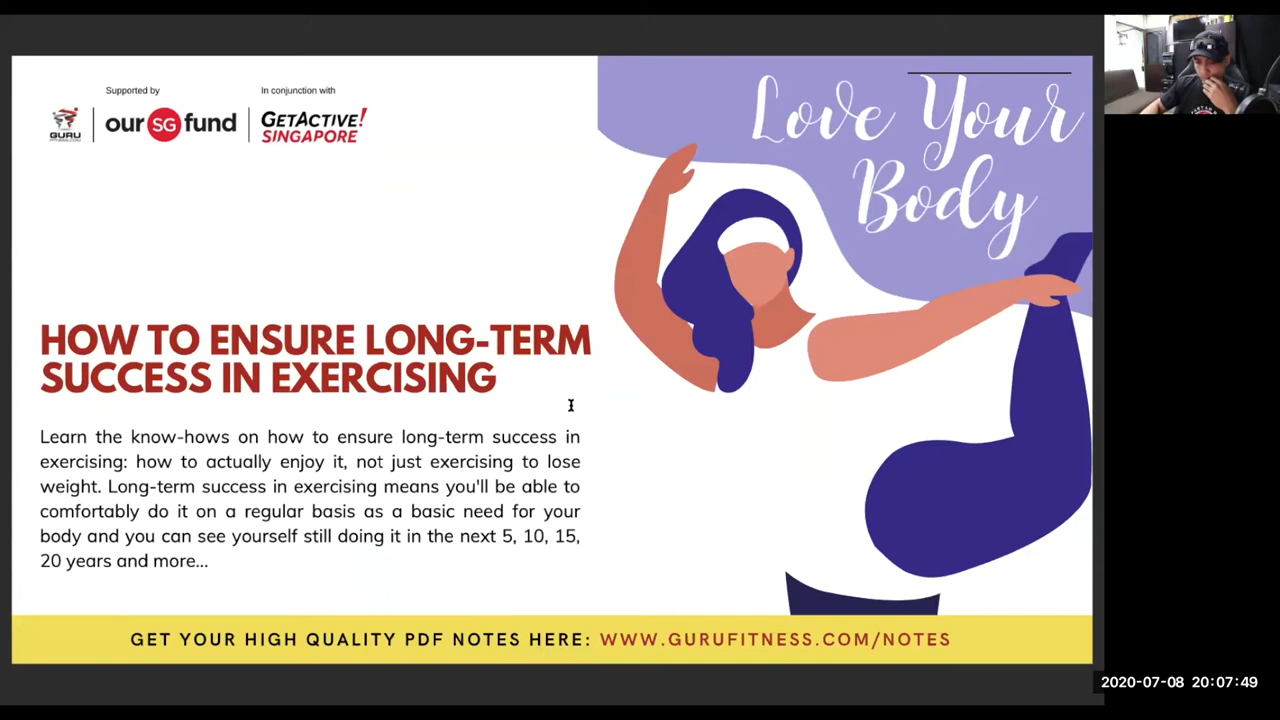 Supported by
In conjunction with
GURU
our SG fund
GETACTIVE!
SINGAPORE
Love Your
Body
HOW TO ENSURE LONG-TERM
SUCCESS IN EXERCISING
Learn the know-hows on how to ensure long-term success in
exercising: how to actually enjoy it, not just exercising to lose
weight. Long-term success in exercising means you'll be able to
comfortably do it on a regular basis as a basic need for your
body and you can see yourself still doing it in the next 5, 10, 15,
20 years and more...
GET YOUR HIGH QUALITY PDF NOTES HERE: WWW.GURUFITNESS.COM/NOTES
2020-07-08 20:07:49